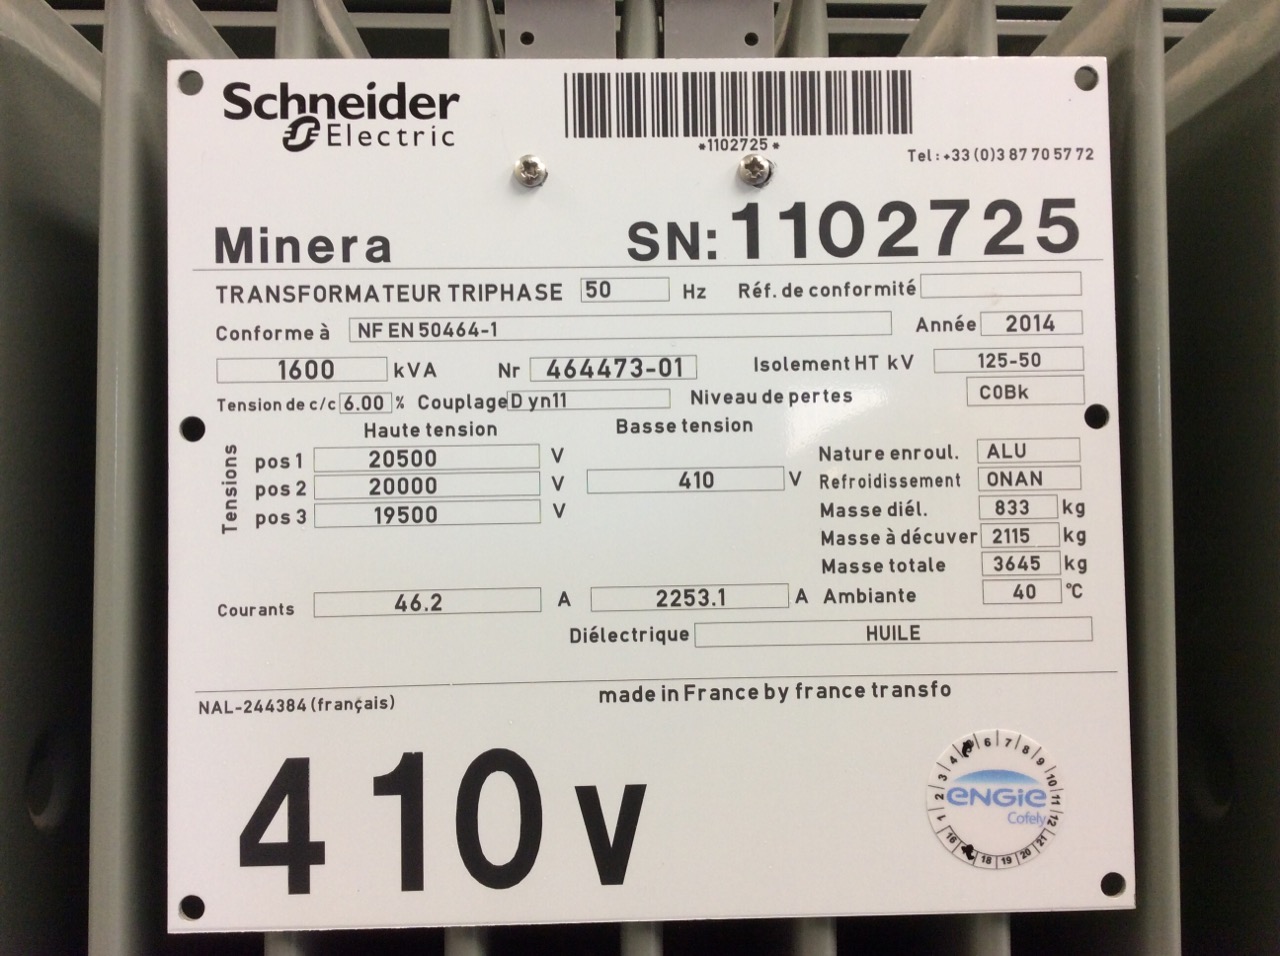 Schneider
Electric
*1102725*
Tel:+33(0)3 87 70 57 72
Minera
SN:1102725
TRANSFORMATEUR TRIPHASE 50 Hz Réf. de conformité
Conforme à NF EN 50464-1 Année 2014
1600 kVA Nr 464473-01 Isolement HT kV 125-50
Tension de c/c 6.00 % Couplage D yn11 Niveau de pertes C0Bk
Haute tension Basse tension
Tensions
pos 1 20500 V
pos 2 20000 V 410 V
pos 3 19500 V
Nature enroul. ALU
Refroidissement ONAN
Masse diél. 833 kg
Masse à décuver 2115 kg
Masse totale 3645 kg
Courants 46.2 A 2253.1 A Ambiante 40 °C
Diélectrique HUILE
NAL-244384 (français)
made in France by france transfo
410 v
1 2 3 4 6 7 8 9 10 11 12
ENGIE
Cofely
16 18 19 20 21